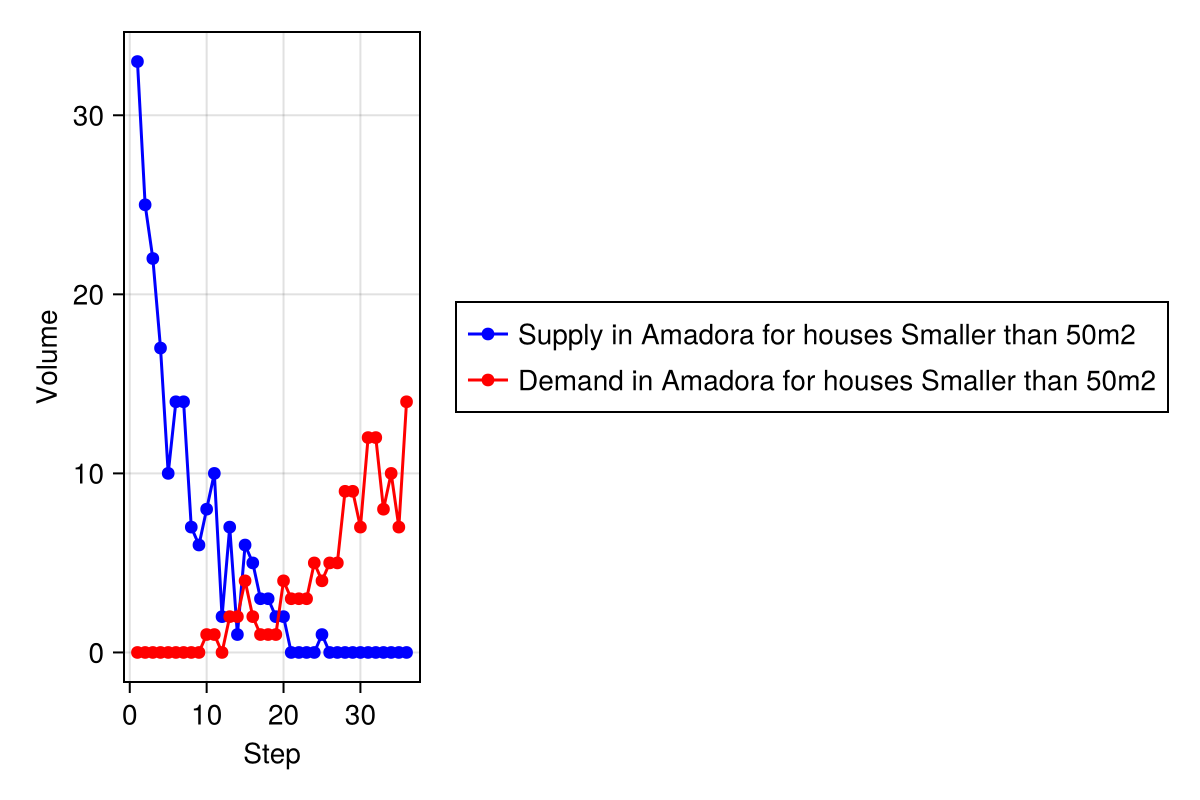 30
20
10
0
Volume
0 10 20 30
Step
Supply in Amadora for houses Smaller than 50m2
Demand in Amadora for houses Smaller than 50m2